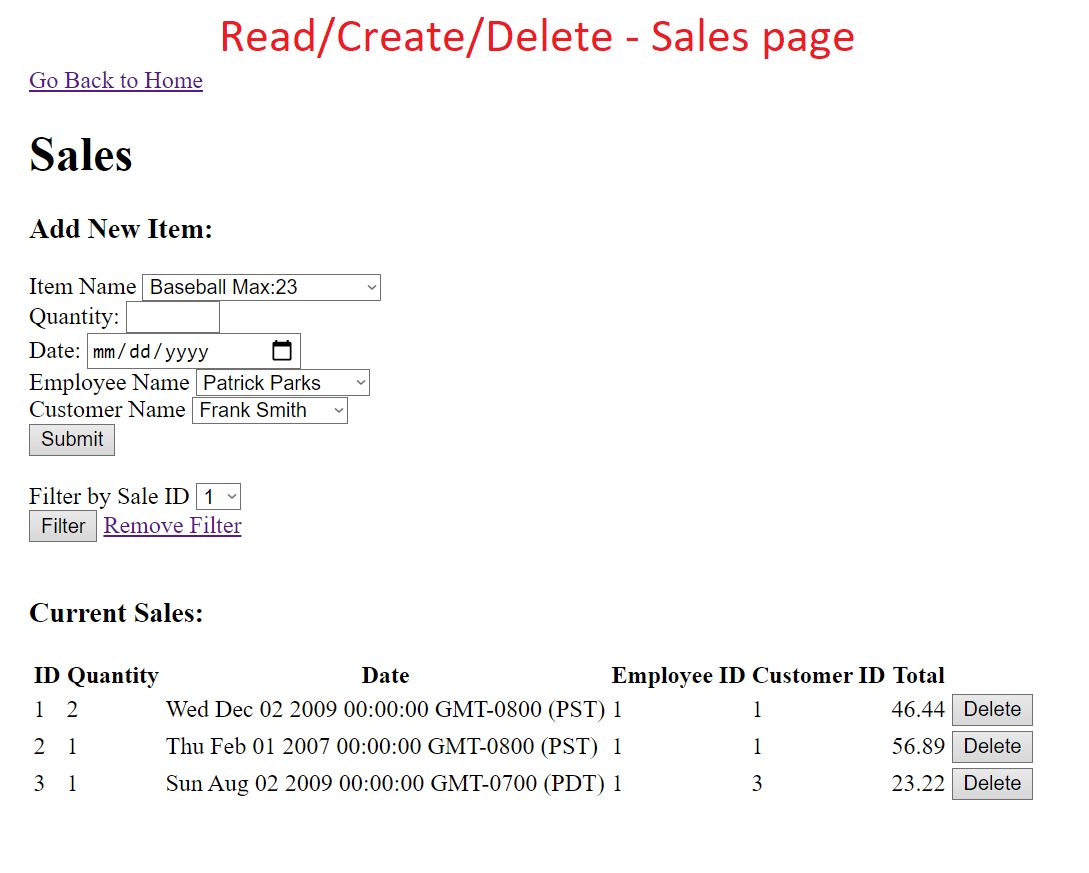 Read/Create/Delete - Sales page
Go Back to Home
Sales
Add New Item:
Item Name Baseball Max:23
Quantity:
Date: mm/dd/yyyy
Employee Name Patrick Parks
Customer Name Frank Smith
Submit
Filter by Sale ID 1
Filter Remove Filter
Current Sales:
ID Quantity Date Employee ID Customer ID Total
1 2 Wed Dec 02 2009 00:00:00 GMT-0800 (PST) 1 1 46.44 Delete
2 1 Thu Feb 01 2007 00:00:00 GMT-0800 (PST) 1 1 56.89 Delete
3 1 Sun Aug 02 2009 00:00:00 GMT-0700 (PDT) 1 3 23.22 Delete